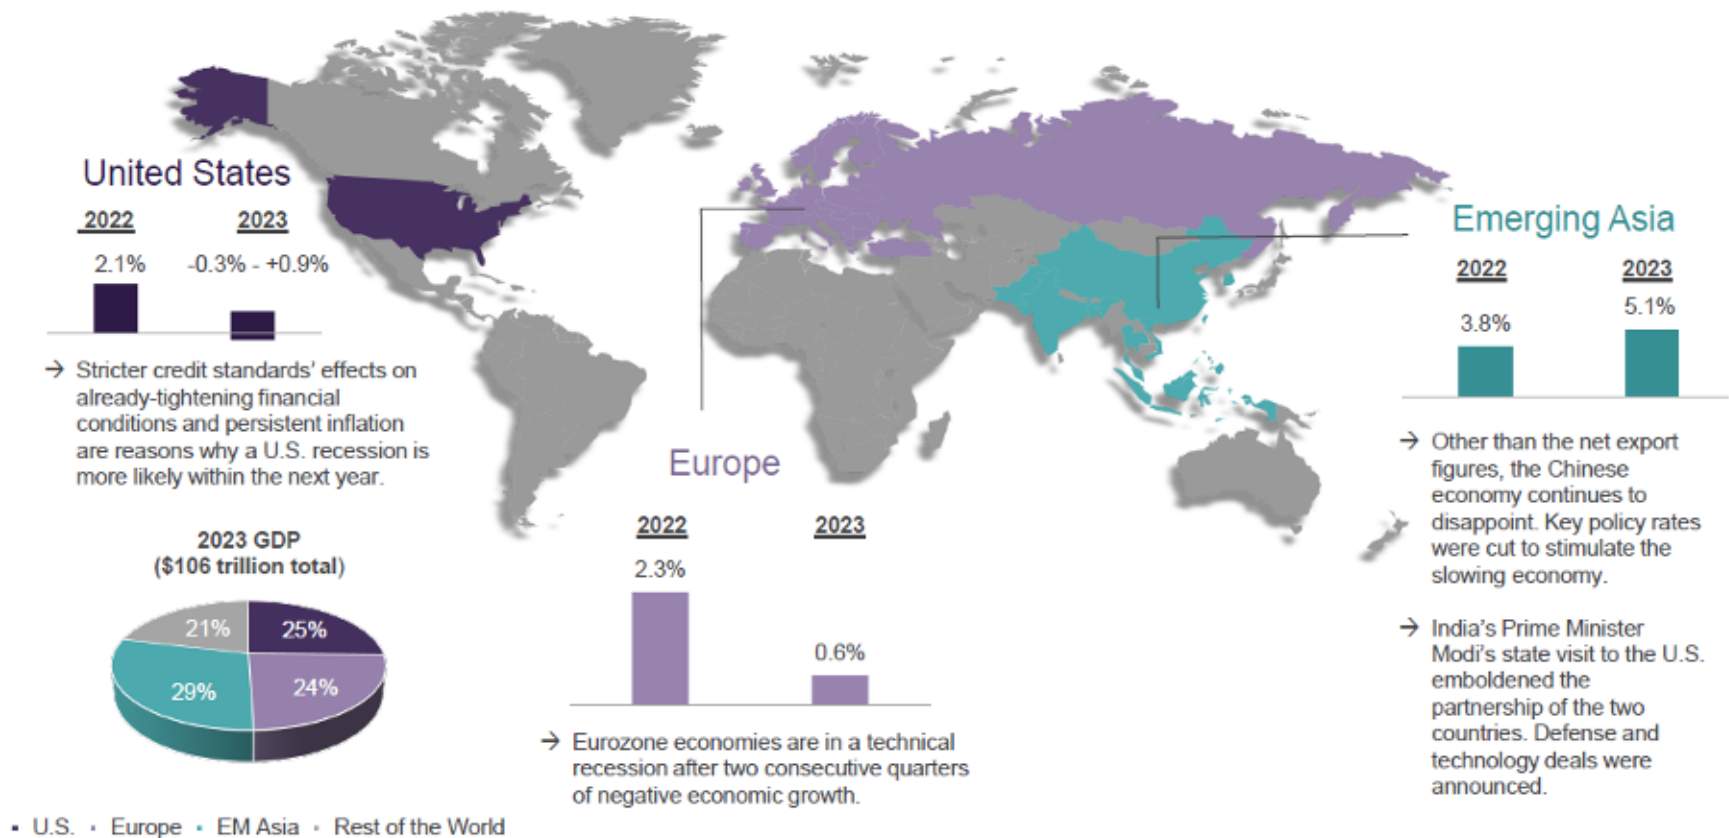 United States
2022 2023
2.1% -0.3% - +0.9%
→ Stricter credit standards' effects on
already-tightening financial
conditions and persistent inflation
are reasons why a U.S. recession is
more likely within the next year.
2023 GDP
($106 trillion total)
21% 25%
29% 24%
▪ U.S. ▪ Europe ▪ EM Asia ▪ Rest of the World
Europe
2022 2023
2.3%
0.6%
→ Eurozone economies are in a technical
recession after two consecutive quarters
of negative economic growth.
Emerging Asia
2022 2023
3.8% 5.1%
→ Other than the net export
figures, the Chinese
economy continues to
disappoint. Key policy rates
were cut to stimulate the
slowing economy.
→ India's Prime Minister
Modi's state visit to the U.S.
emboldened the
partnership of the two
countries. Defense and
technology deals were
announced.